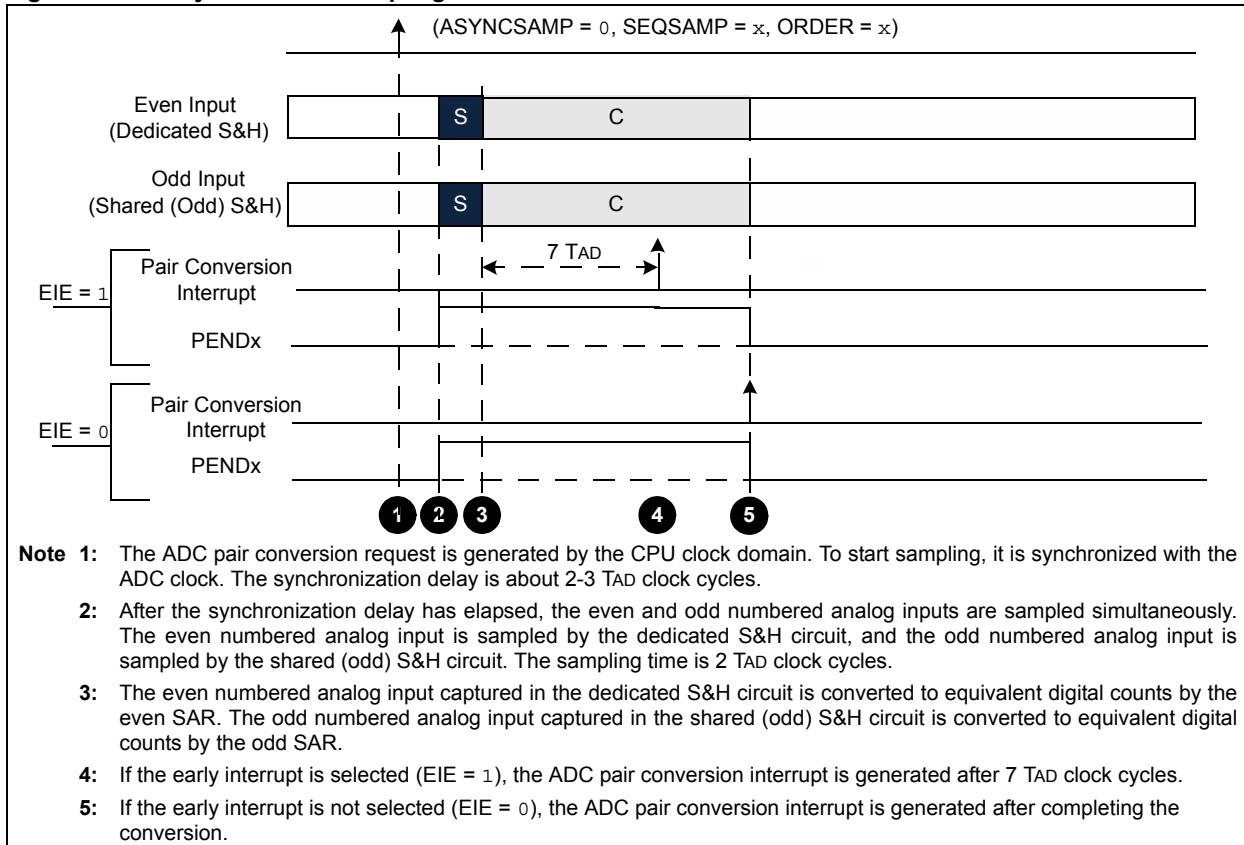 (ASYNCSAMP = 0, SEQSAMP = x, ORDER = x)
Even Input
(Dedicated S&H)
S
C
Odd Input
(Shared (Odd) S&H)
S
C
7 TAD
Pair Conversion
Interrupt
EIE = 1
PENDx
Pair Conversion
Interrupt
EIE = 0
PENDx
1 2 3 4 5
Note 1: The ADC pair conversion request is generated by the CPU clock domain. To start sampling, it is synchronized with the
ADC clock. The synchronization delay is about 2-3 TAD clock cycles.
2: After the synchronization delay has elapsed, the even and odd numbered analog inputs are sampled simultaneously.
The even numbered analog input is sampled by the dedicated S&H circuit, and the odd numbered analog input is
sampled by the shared (odd) S&H circuit. The sampling time is 2 TAD clock cycles.
3: The even numbered analog input captured in the dedicated S&H circuit is converted to equivalent digital counts by the
even SAR. The odd numbered analog input captured in the shared (odd) S&H circuit is converted to equivalent digital
counts by the odd SAR.
4: If the early interrupt is selected (EIE = 1), the ADC pair conversion interrupt is generated after 7 TAD clock cycles.
5: If the early interrupt is not selected (EIE = 0), the ADC pair conversion interrupt is generated after completing the
conversion.